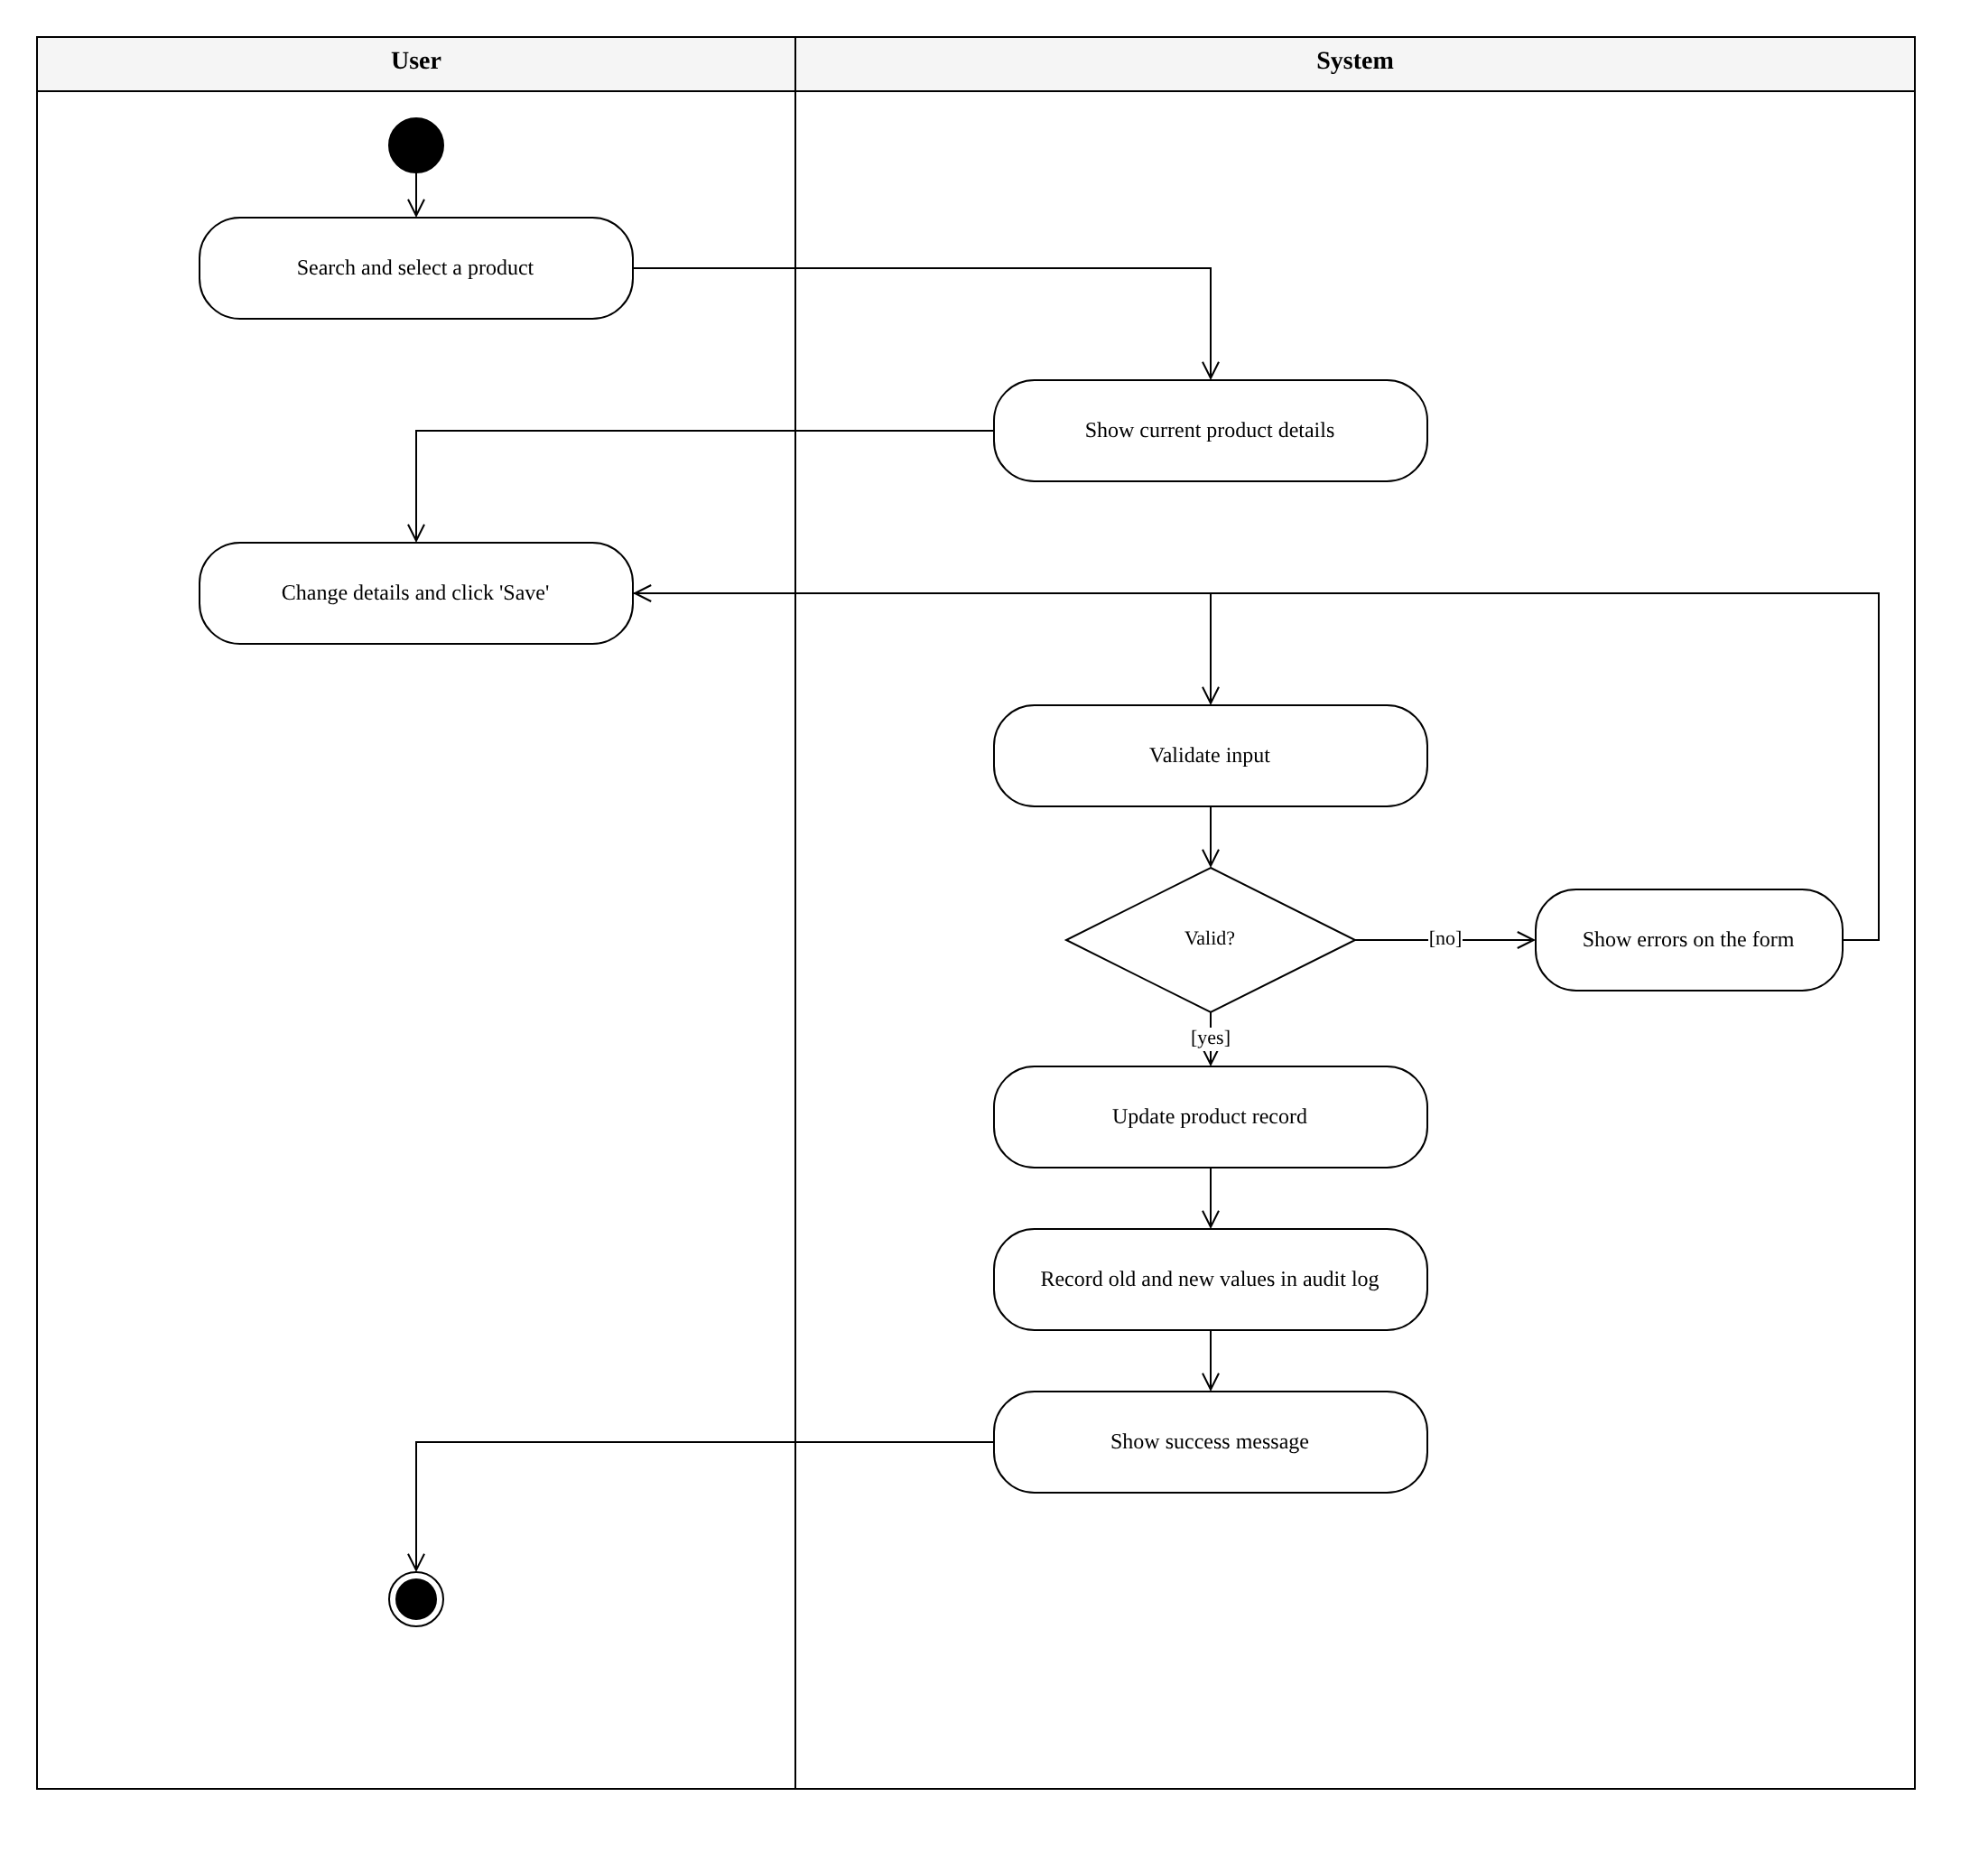 User
System
Search and select a product
Show current product details
Change details and click 'Save'
Validate input
Valid?
[no]
Show errors on the form
[yes]
Update product record
Record old and new values in audit log
Show success message